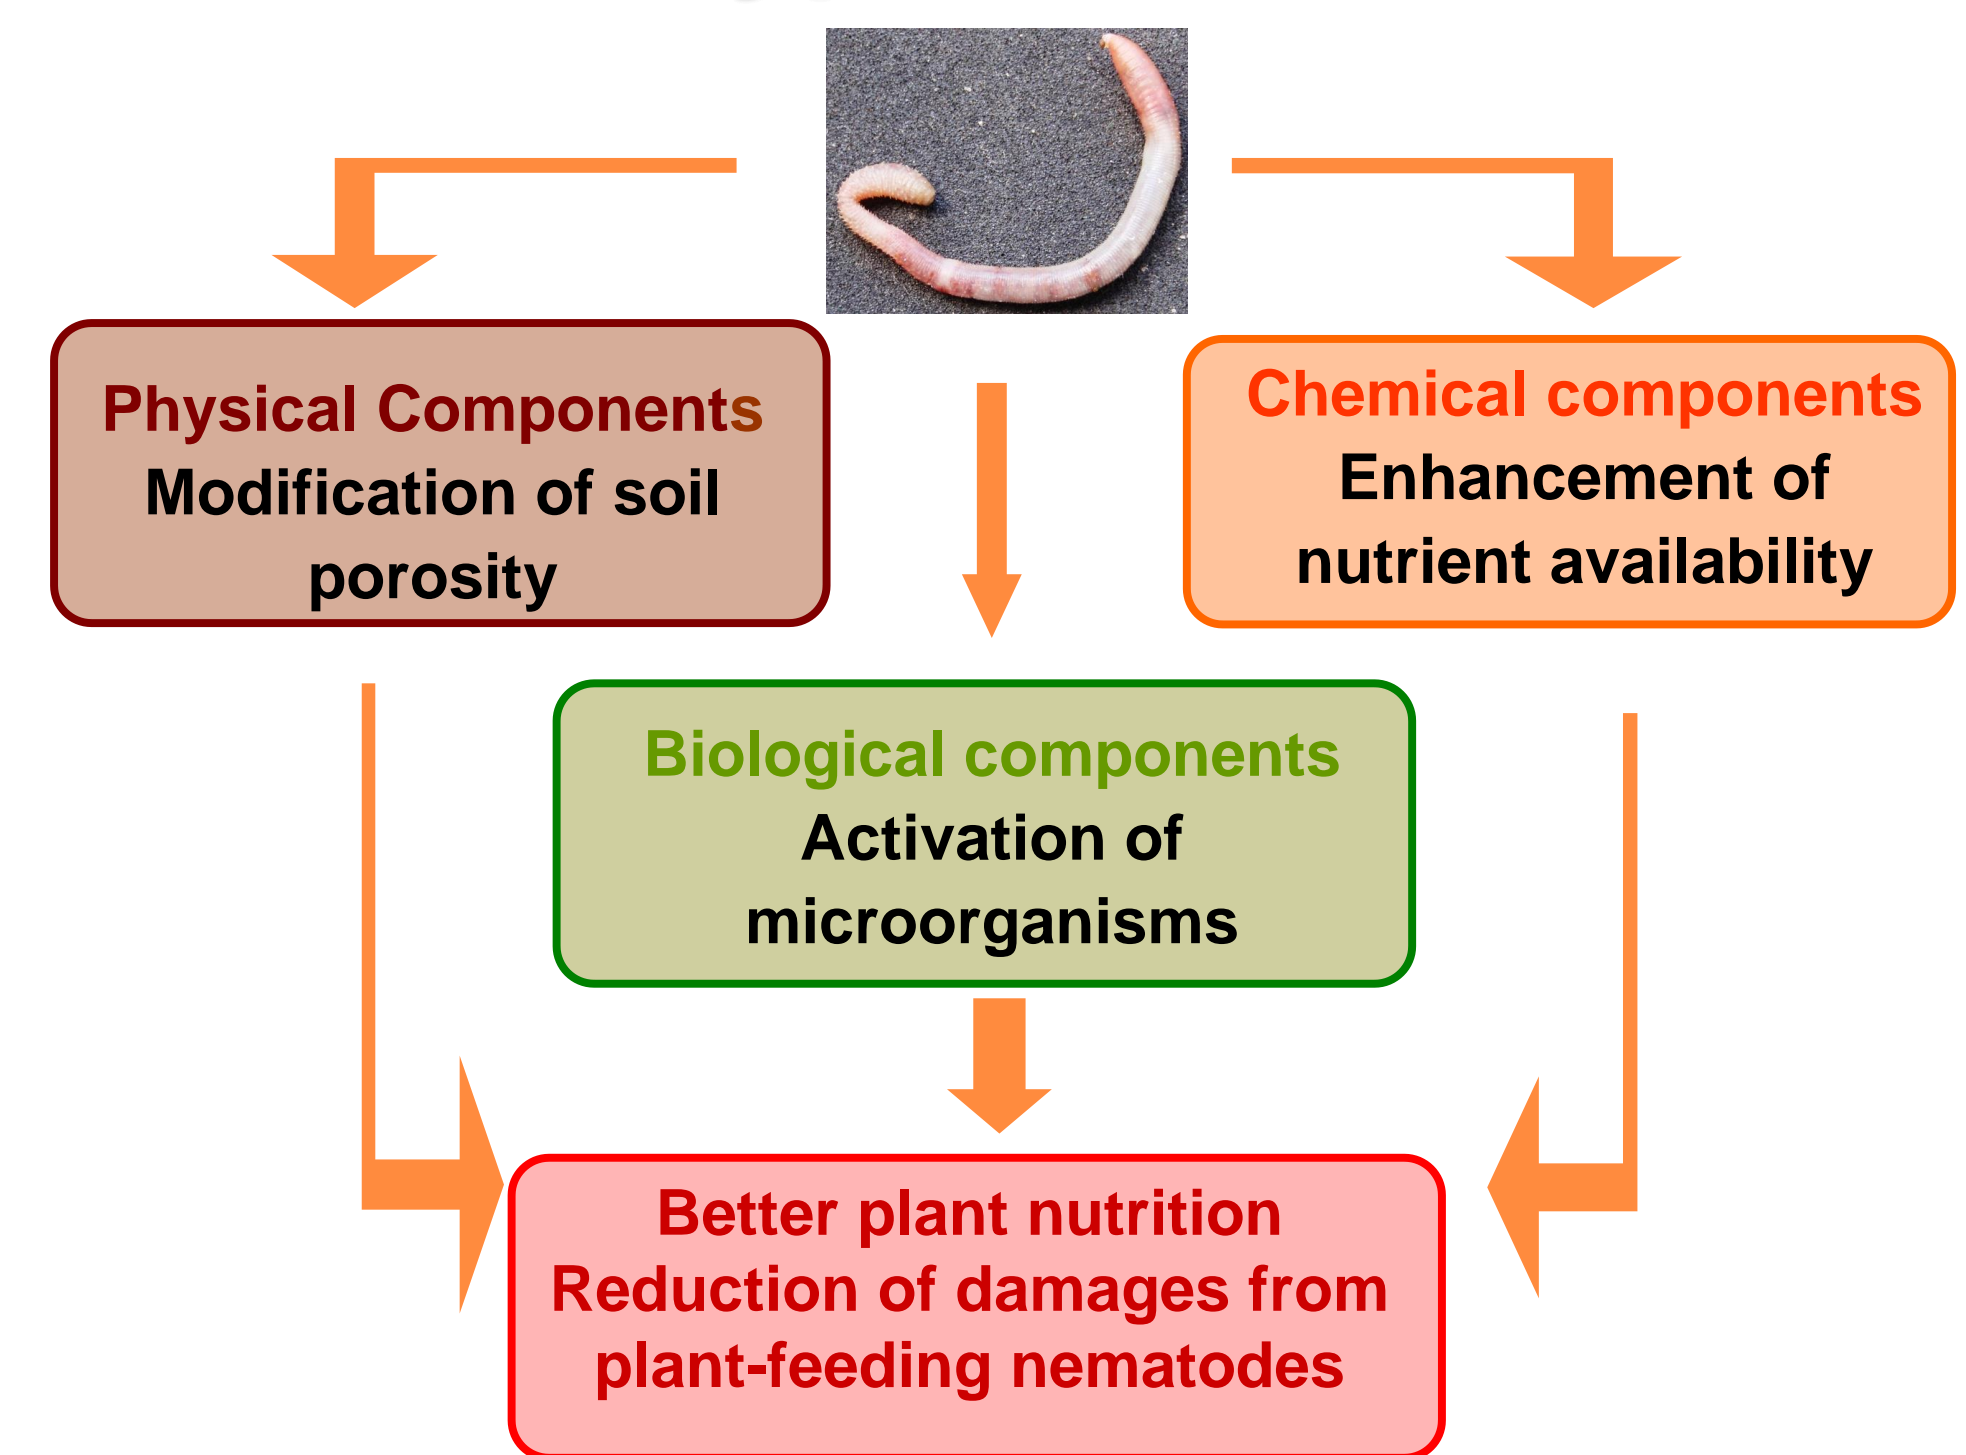 Physical Components
Modification of soil
porosity
Chemical components
Enhancement of
nutrient availability
Biological components
Activation of
microorganisms
Better plant nutrition
Reduction of damages from
plant-feeding nematodes